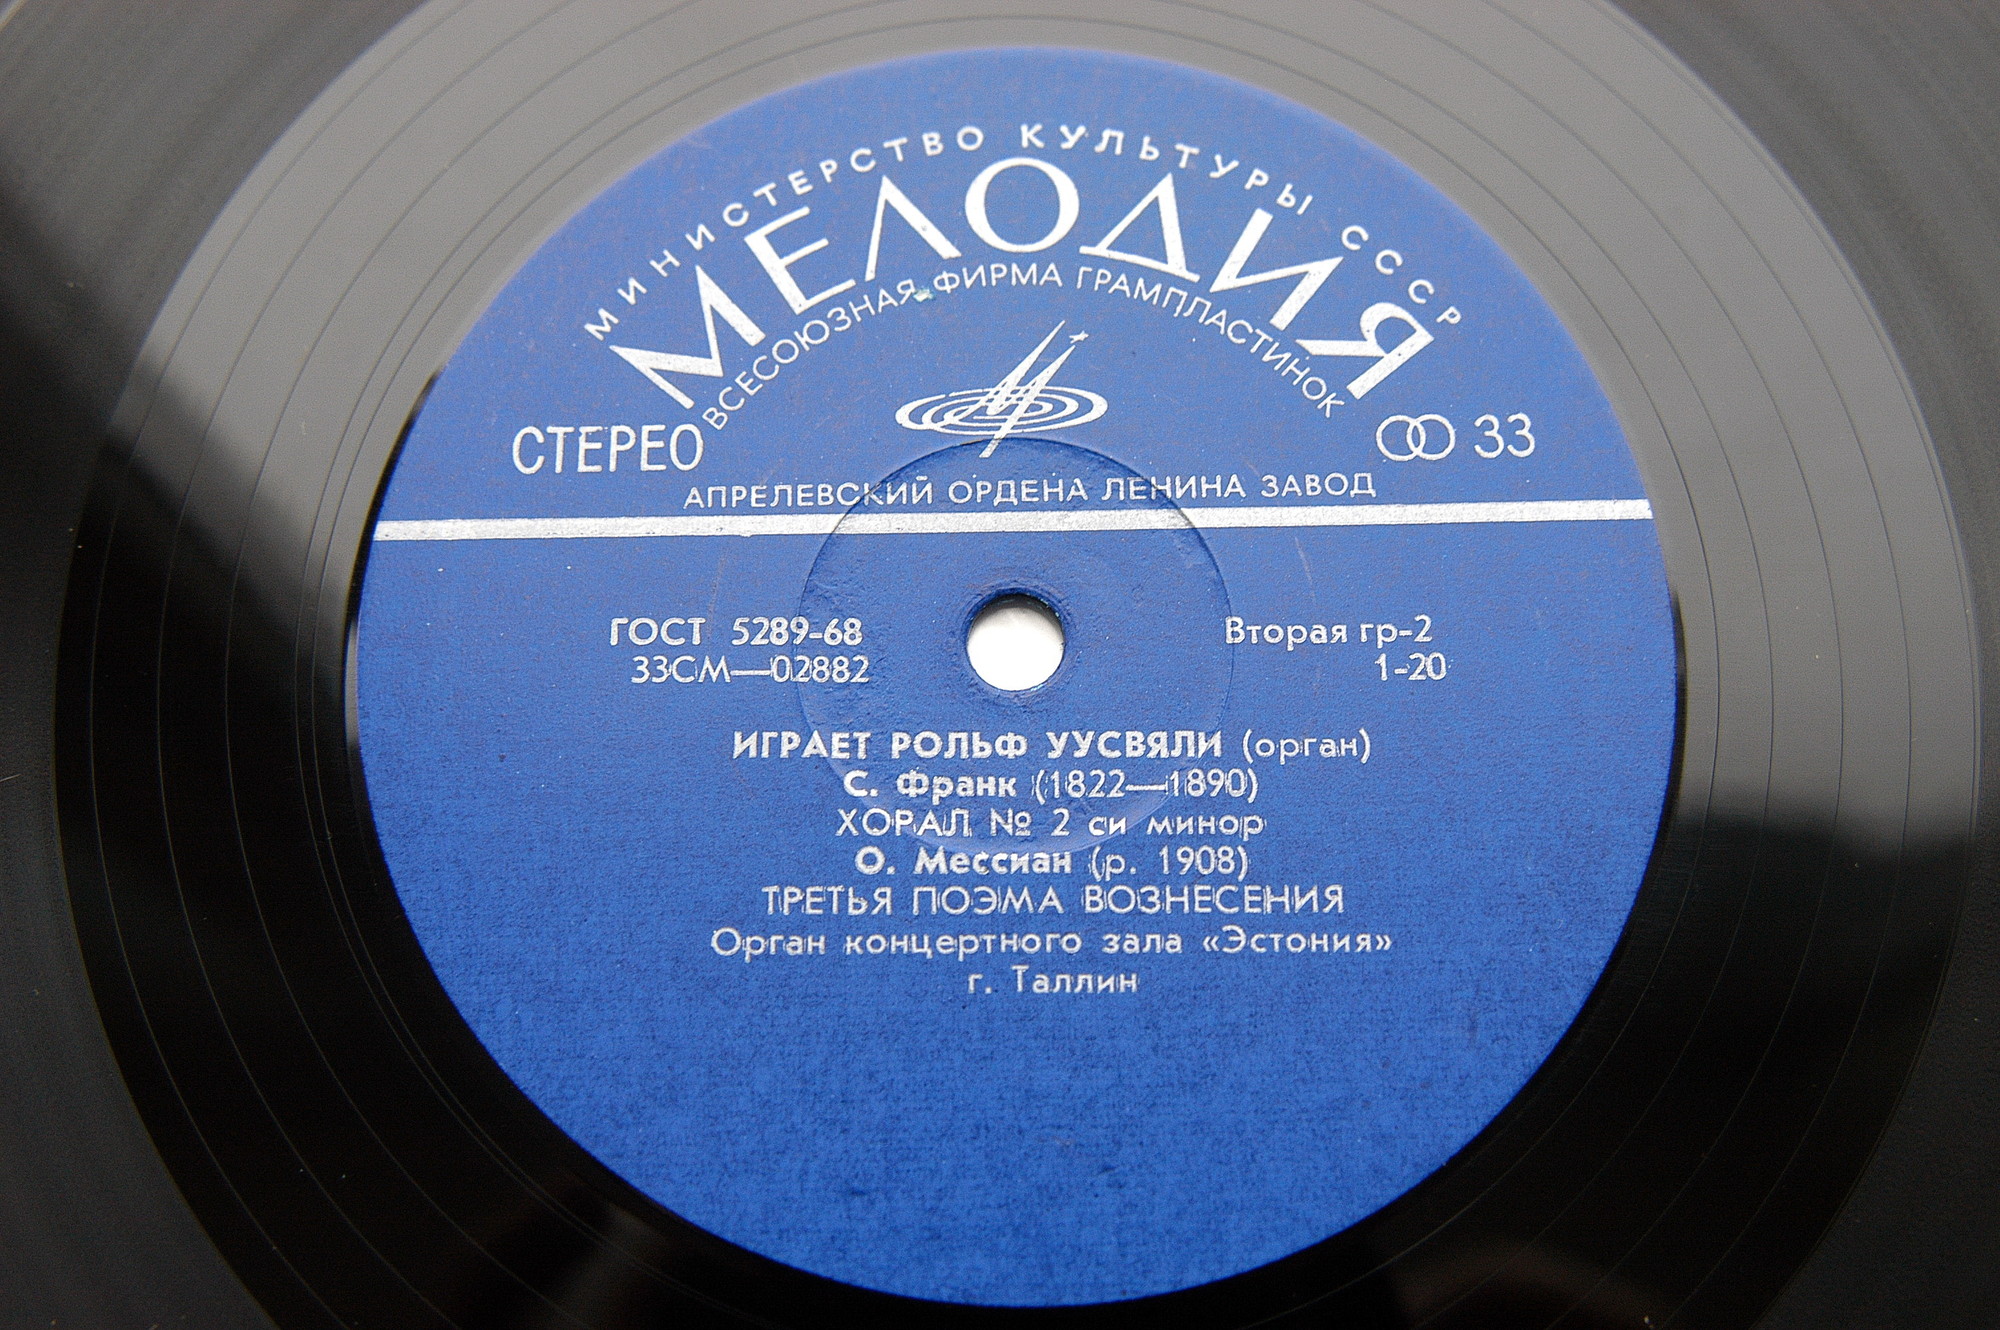 МИНИСТЕРСТВО КУЛЬТУРЫ СССР
МЕЛОДИЯ
ВСЕСОЮЗНАЯ ФИРМА ГРАМПЛАСТИНОК
СТЕРЕО
33
АПРЕЛЕВСКИЙ ОРДЕНА ЛЕНИНА ЗАВОД
ГОСТ 5289-68 Вторая гр-2
33СМ—02882 1-20
ИГРАЕТ РОЛЬФ УУСВЯЛИ (орган)
С. Франк (1822—1890)
ХОРАЛ № 2 си минор
О. Мессиан (р. 1908)
ТРЕТЬЯ ПОЭМА ВОЗНЕСЕНИЯ
Орган концертного зала «Эстония»
г. Таллин